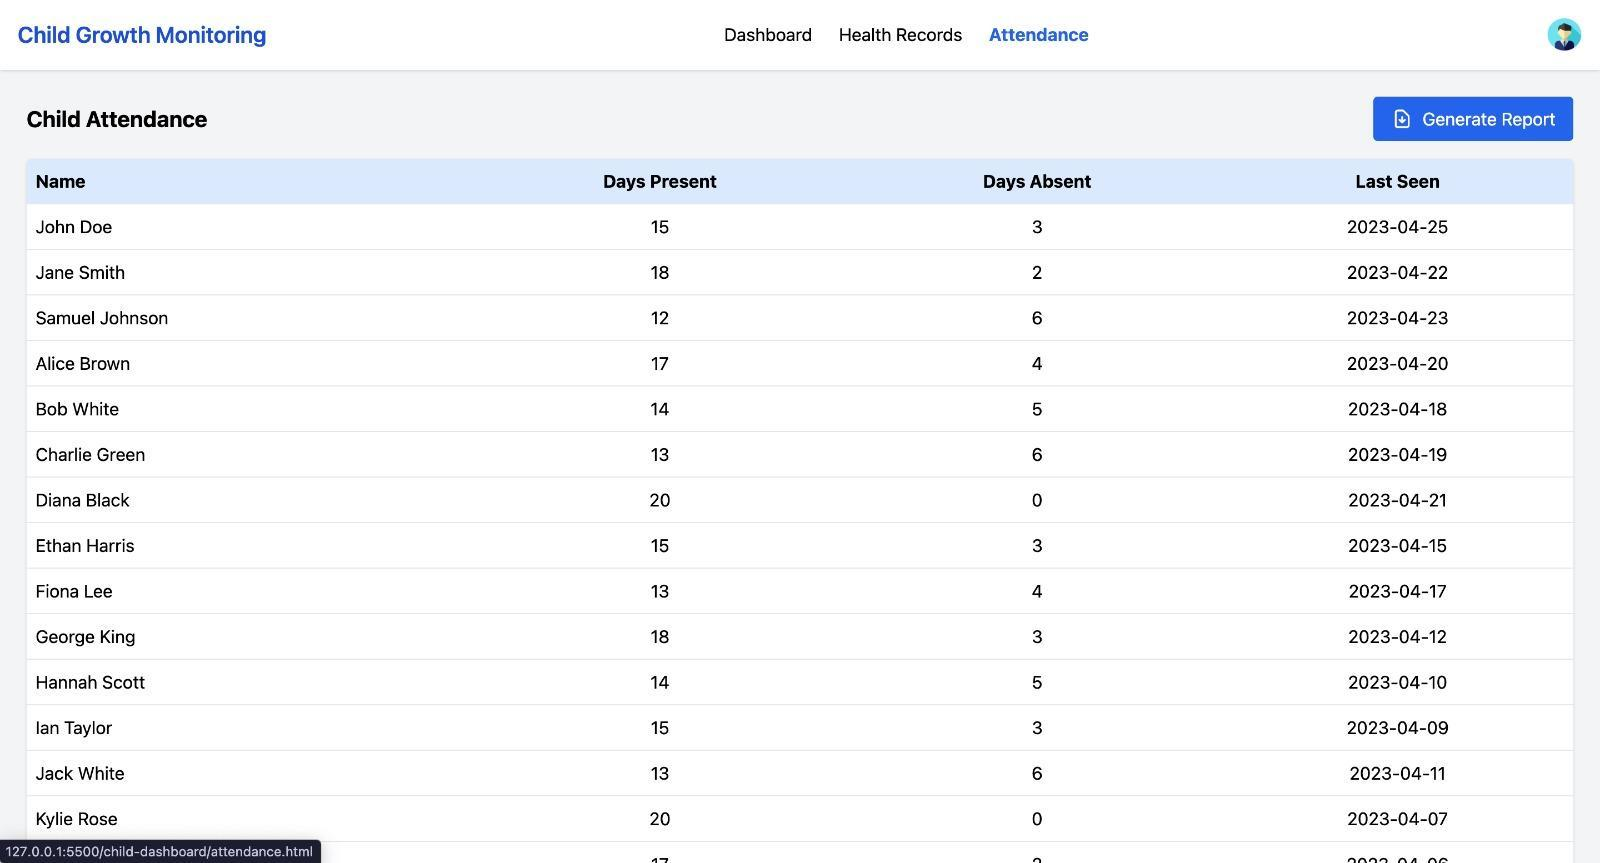 Child Growth Monitoring Dashboard Health Records Attendance
Child Attendance Generate Report
Name Days Present Days Absent Last Seen
John Doe 15 3 2023-04-25
Jane Smith 18 2 2023-04-22
Samuel Johnson 12 6 2023-04-23
Alice Brown 17 4 2023-04-20
Bob White 14 5 2023-04-18
Charlie Green 13 6 2023-04-19
Diana Black 20 0 2023-04-21
Ethan Harris 15 3 2023-04-15
Fiona Lee 13 4 2023-04-17
George King 18 3 2023-04-12
Hannah Scott 14 5 2023-04-10
Ian Taylor 15 3 2023-04-09
Jack White 13 6 2023-04-11
Kylie Rose 20 0 2023-04-07
127.0.0.1:5500/child-dashboard/attendance.html